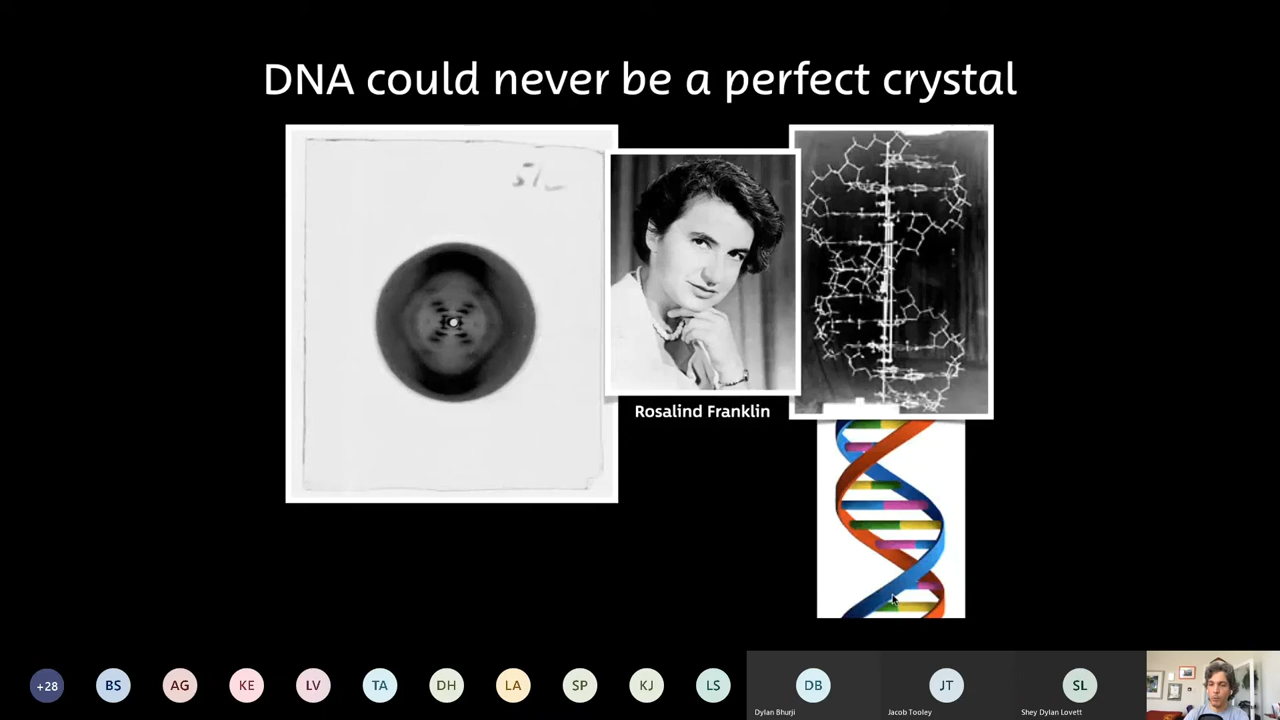 DNA could never be a perfect crystal
51
Rosalind Franklin
+28
BS
AG
KE
LV
TA
DH
LA
SP
KJ
LS
DB
JT
SL
Dylan Bhurji
Jacob Tooley
Shey Dylan Lovett